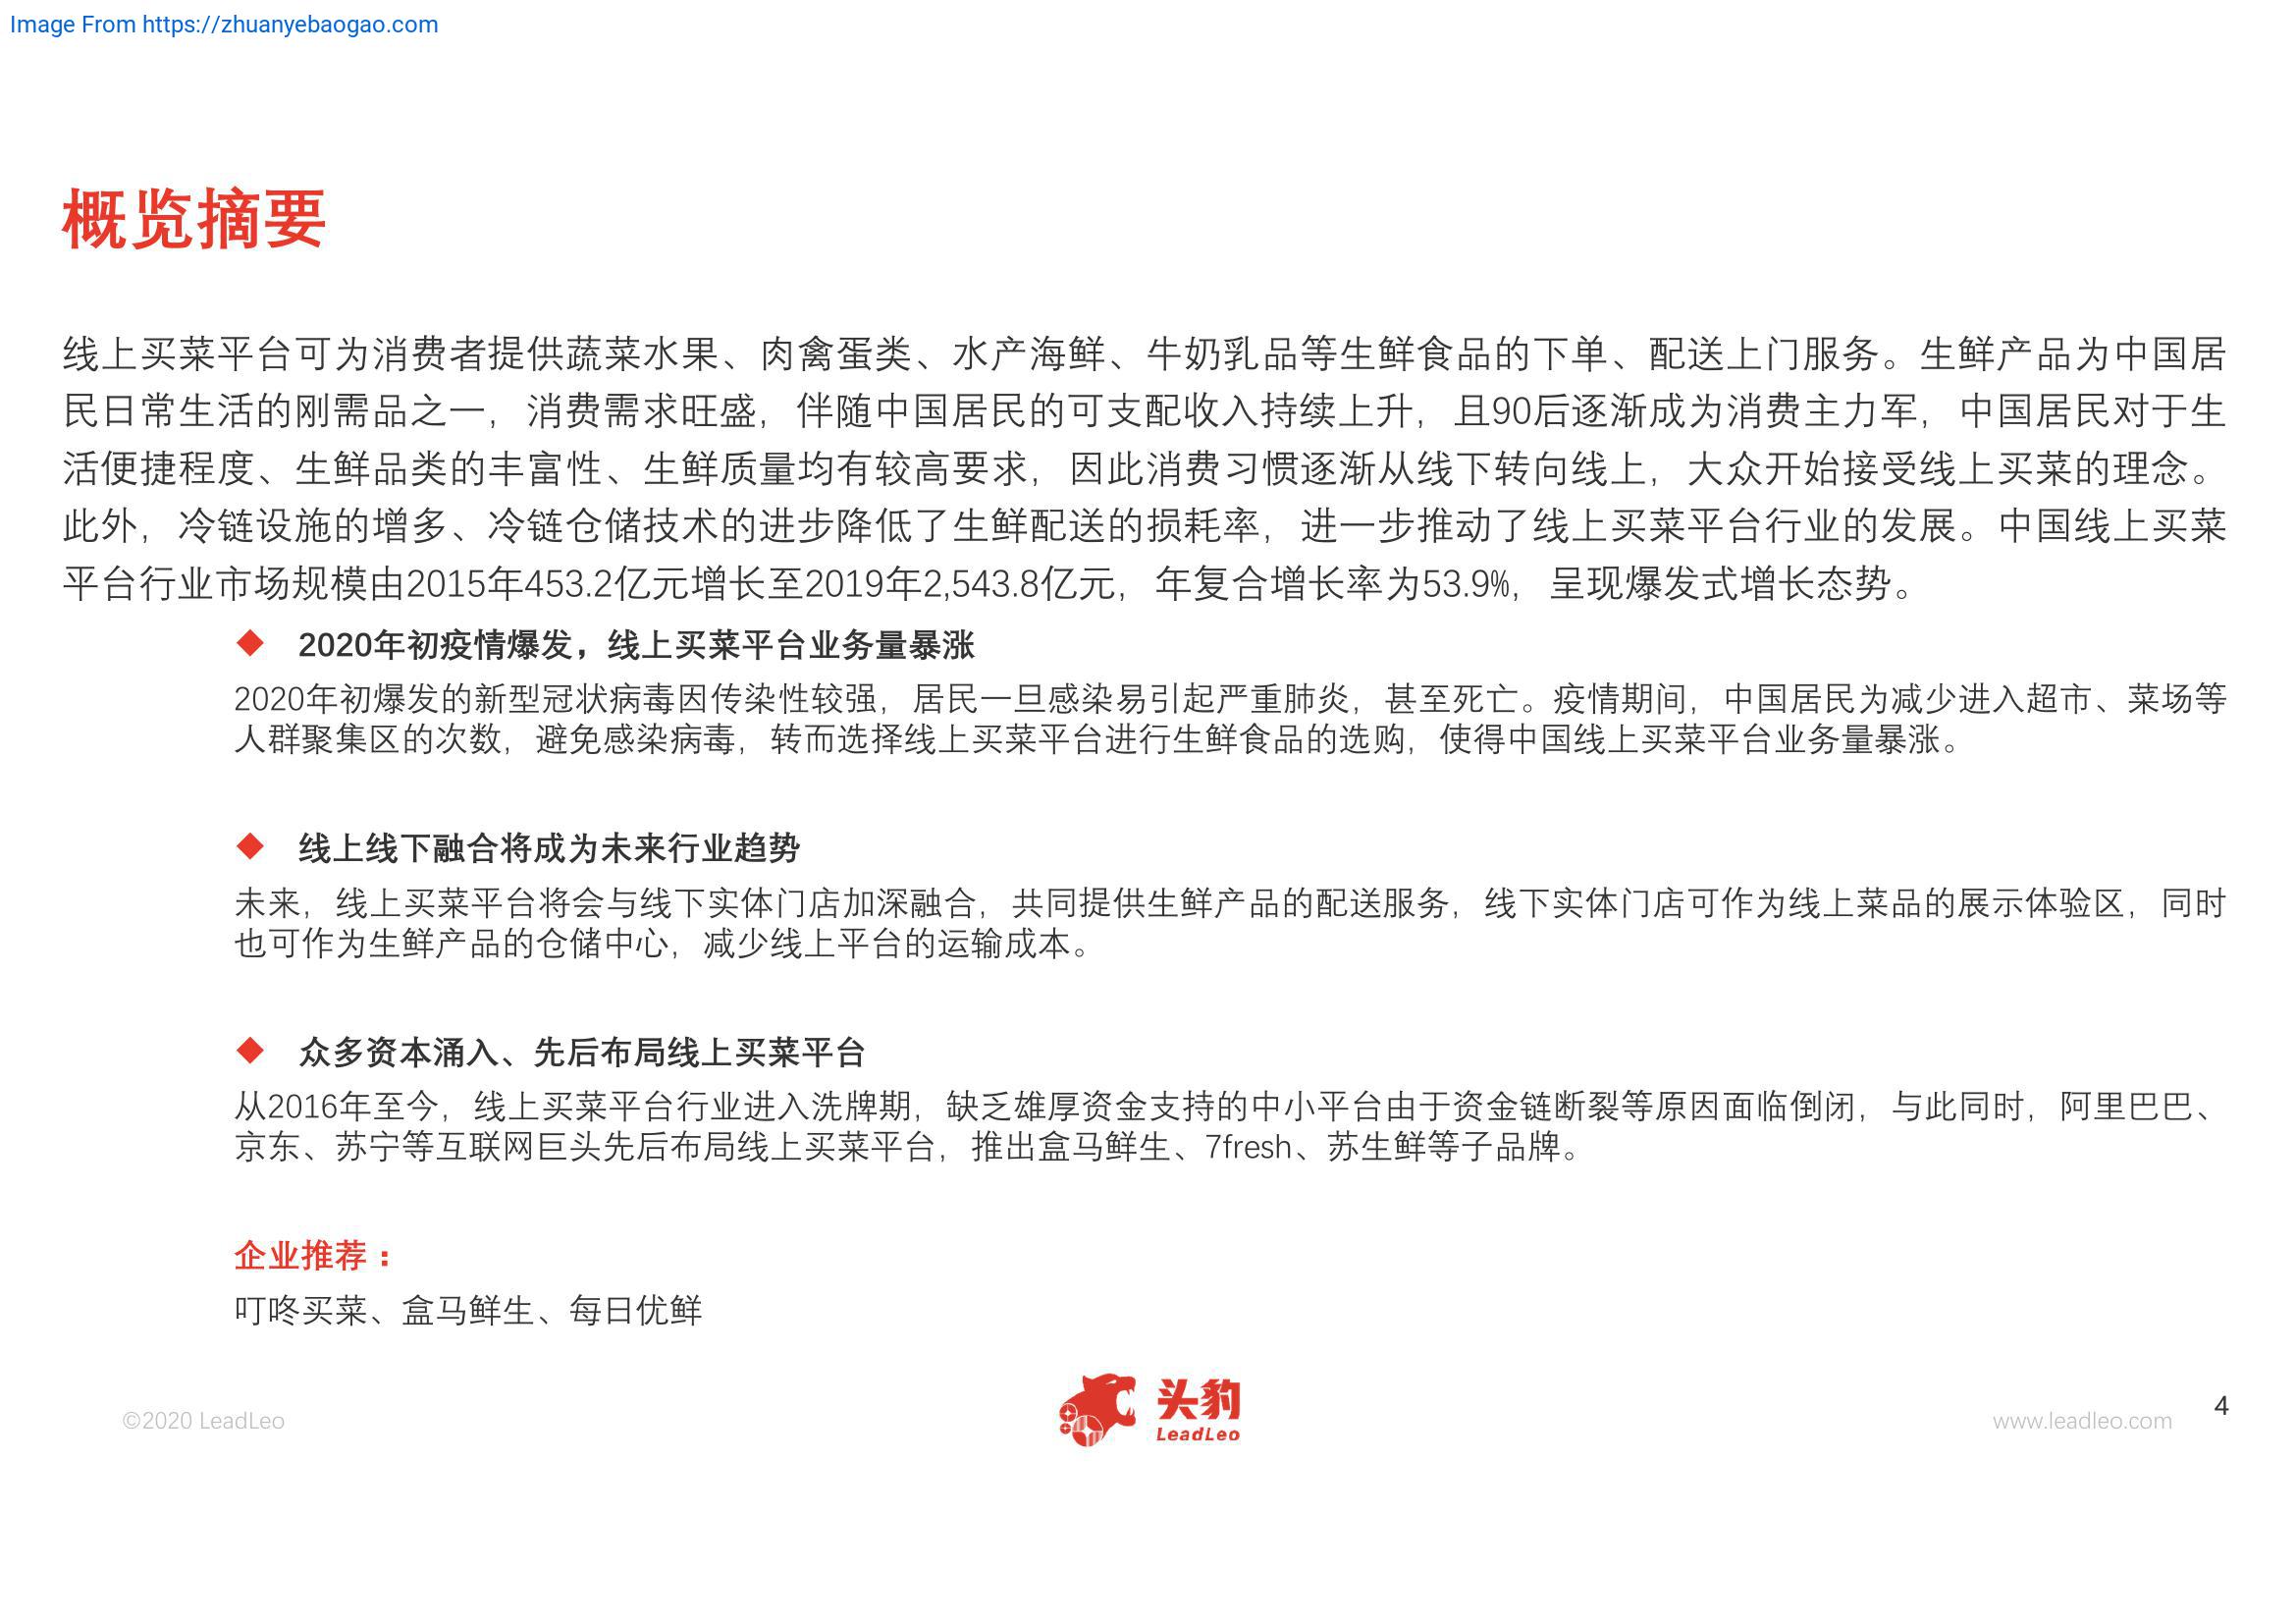 Image From https://zhuanyebaogao.com
概览摘要
线上买菜平台可为消费者提供蔬菜水果、肉禽蛋类、水产海鲜、牛奶乳品等生鲜食品的下单、配送上门服务。生鲜产品为中国居
民日常生活的刚需品之一，消费需求旺盛，伴随中国居民的可支配收入持续上升，且90后逐渐成为消费主力军，中国居民对于生
活便捷程度、生鲜品类的丰富性、生鲜质量均有较高要求，因此消费习惯逐渐从线下转向线上，大众开始接受线上买菜的理念。
此外，冷链设施的增多、冷链仓储技术的进步降低了生鲜配送的损耗率，进一步推动了线上买菜平台行业的发展。中国线上买菜
平台行业市场规模由2015年453.2亿元增长至2019年2,543.8亿元，年复合增长率为53.9%，呈现爆发式增长态势。
◆ 2020年初疫情爆发，线上买菜平台业务量暴涨
2020年初爆发的新型冠状病毒因传染性较强，居民一旦感染易引起严重肺炎，甚至死亡。疫情期间，中国居民为减少进入超市、菜场等
人群聚集区的次数，避免感染病毒，转而选择线上买菜平台进行生鲜食品的选购，使得中国线上买菜平台业务量暴涨。
◆ 线上线下融合将成为未来行业趋势
未来，线上买菜平台将会与线下实体门店加深融合，共同提供生鲜产品的配送服务，线下实体门店可作为线上菜品的展示体验区，同时
也可作为生鲜产品的仓储中心，减少线上平台的运输成本。
◆ 众多资本涌入、先后布局线上买菜平台
从2016年至今，线上买菜平台行业进入洗牌期，缺乏雄厚资金支持的中小平台由于资金链断裂等原因面临倒闭，与此同时，阿里巴巴、
京东、苏宁等互联网巨头先后布局线上买菜平台，推出盒马鲜生、7fresh、苏生鲜等子品牌。
企业推荐：
叮咚买菜、盒马鲜生、每日优鲜
©2020 LeadLeo
头豹
LeadLeo
www.leadleo.com
4